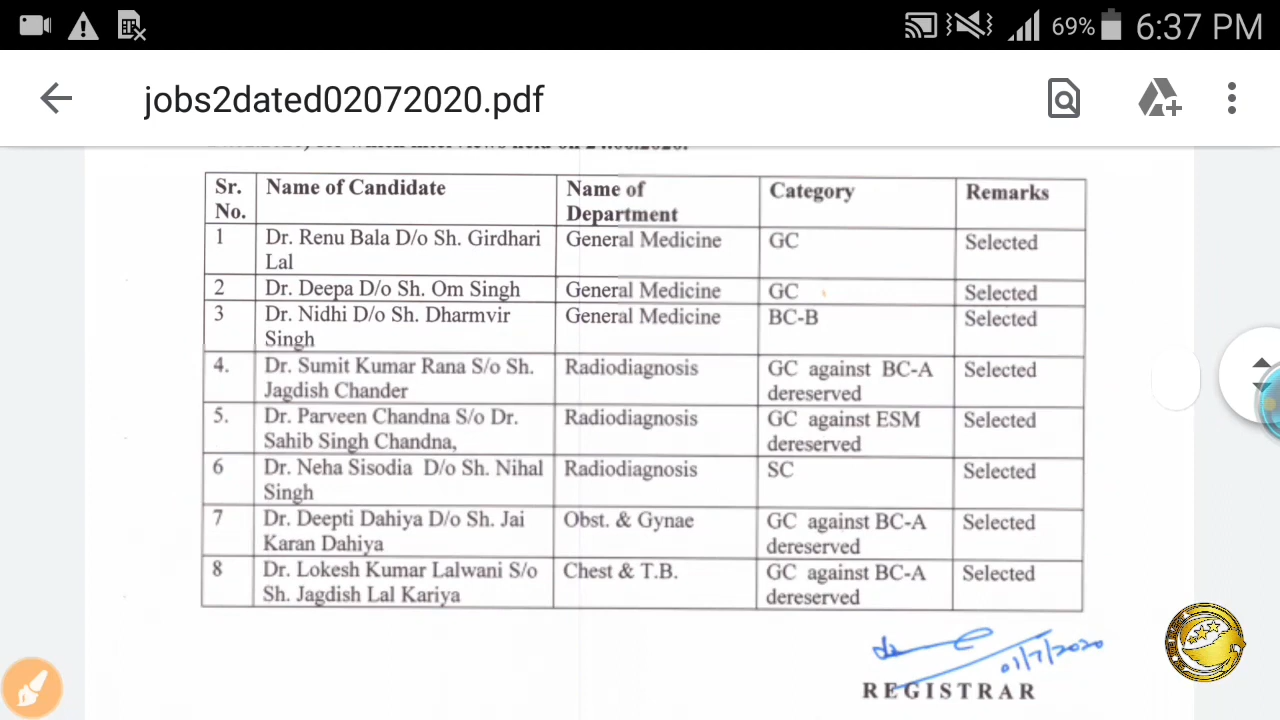 69% 6:37 PM
jobs2dated02072020.pdf
Sr. No. Name of Candidate Name of Department Category Remarks
1 Dr. Renu Bala D/o Sh. Girdhari Lal General Medicine GC Selected
2 Dr. Deepa D/o Sh. Om Singh General Medicine GC Selected
3 Dr. Nidhi D/o Sh. Dharmvir Singh General Medicine BC-B Selected
4. Dr. Sumit Kumar Rana S/o Sh. Jagdish Chander Radiodiagnosis GC against BC-A dereserved Selected
5. Dr. Parveen Chandna S/o Dr. Sahib Singh Chandna, Radiodiagnosis GC against ESM dereserved Selected
6 Dr. Neha Sisodia D/o Sh. Nihal Singh Radiodiagnosis SC Selected
7 Dr. Deepti Dahiya D/o Sh. Jai Karan Dahiya Obst. & Gynae GC against BC-A dereserved Selected
8 Dr. Lokesh Kumar Lalwani S/o Sh. Jagdish Lal Kariya Chest & T.B. GC against BC-A dereserved Selected
01/7/2020
REGISTRAR